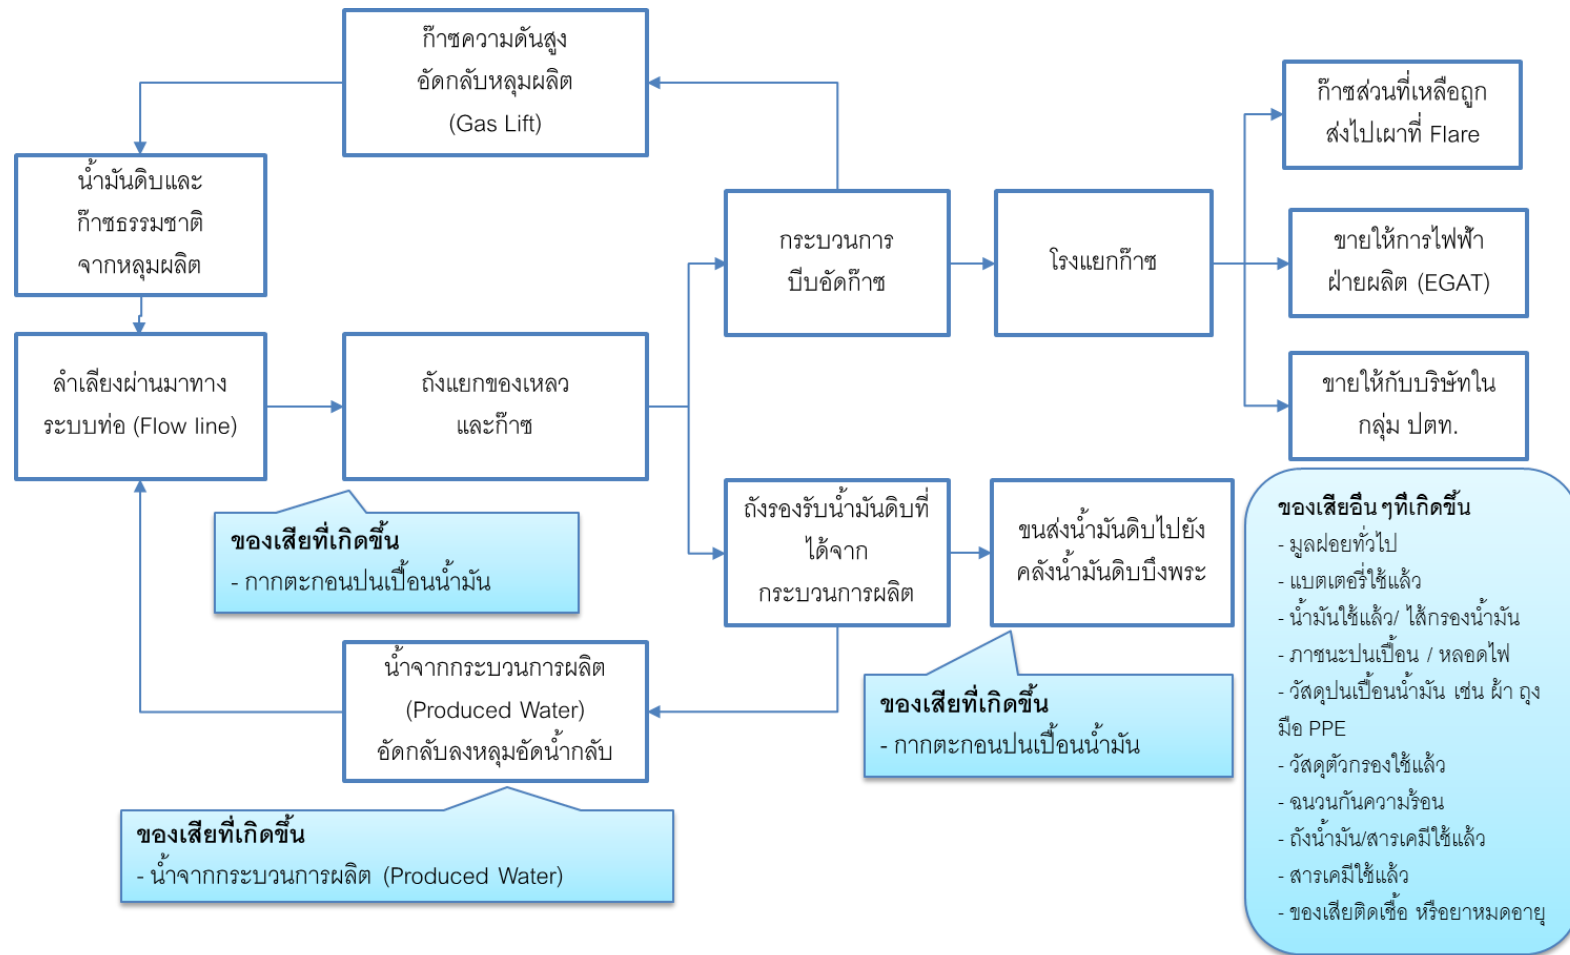 ก๊าซความดันสูง
อัดกลับหลุมผลิต
(Gas Lift)
น้ำมันดิบและ
ก๊าซธรรมชาติ
จากหลุมผลิต
ลำเลียงผ่านมาทาง
ระบบท่อ (Flow line)
ถังแยกของเหลว
และก๊าซ
กระบวนการ
บีบอัดก๊าซ
โรงแยกก๊าซ
ก๊าซส่วนที่เหลือถูก
ส่งไปเผาที่ Flare
ขายให้การไฟฟ้า
ฝ่ายผลิต (EGAT)
ขายให้กับบริษัทใน
กลุ่ม ปตท.
ของเสียที่เกิดขึ้น
- กากตะกอนปนเปื้อนน้ำมัน
ถังรองรับน้ำมันดิบที่
ได้จาก
กระบวนการผลิต
ขนส่งน้ำมันดิบไปยัง
คลังน้ำมันดิบบึงพระ
น้ำจากกระบวนการผลิต
(Produced Water)
อัดกลับลงหลุมอัดน้ำกลับ
ของเสียที่เกิดขึ้น
- กากตะกอนปนเปื้อนน้ำมัน
ของเสียที่เกิดขึ้น
- น้ำจากกระบวนการผลิต (Produced Water)
ของเสียอื่นๆที่เกิดขึ้น
- มูลฝอยทั่วไป
- แบตเตอรี่ใช้แล้ว
- น้ำมันใช้แล้ว/ ไส้กรองน้ำมัน
- ภาชนะปนเปื้อน / หลอดไฟ
- วัสดุปนเปื้อนน้ำมัน เช่น ผ้า ถุง
มือ PPE
- วัสดุตัวกรองใช้แล้ว
- ฉนวนกันความร้อน
- ถังน้ำมัน/สารเคมีใช้แล้ว
- สารเคมีใช้แล้ว
- ของเสียติดเชื้อ หรือยาหมดอายุ